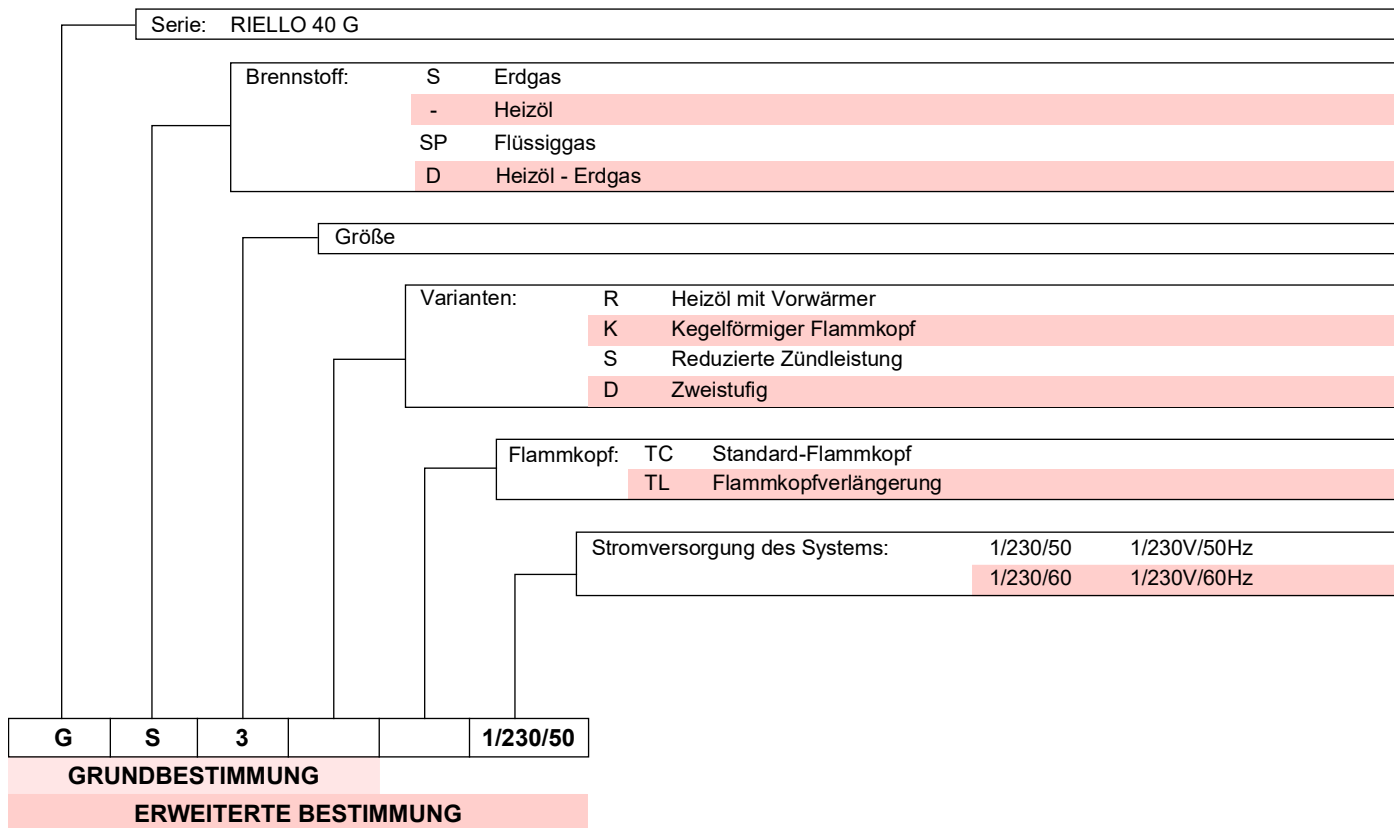 Serie: RIELLO 40 G
Brennstoff: S Erdgas
- Heizöl
SP Flüssiggas
D Heizöl - Erdgas
Größe
Varianten: R Heizöl mit Vorwärmer
K Kegelförmiger Flammkopf
S Reduzierte Zündleistung
D Zweistufig
Flammkopf: TC Standard-Flammkopf
TL Flammkopfverlängerung
Stromversorgung des Systems: 1/230/50 1/230V/50Hz
1/230/60 1/230V/60Hz
G S 3 1/230/50
GRUNDBESTIMMUNG
ERWEITERTE BESTIMMUNG